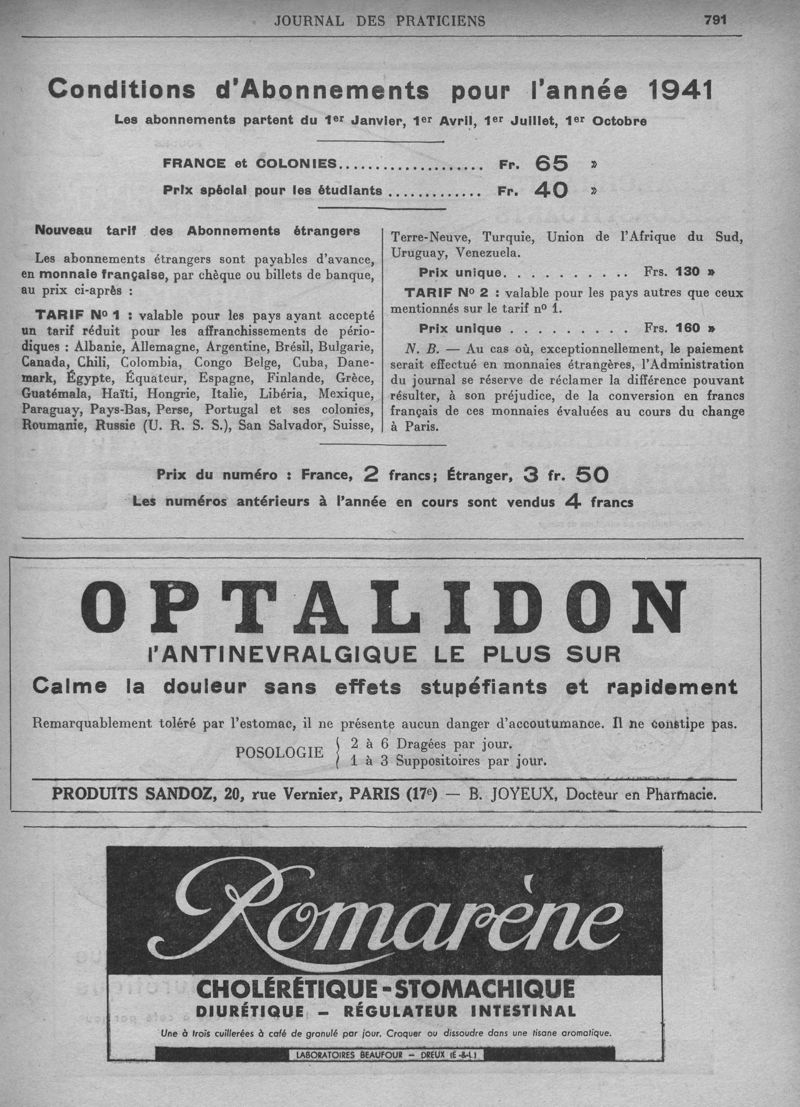 JOURNAL DES PRATICIENS 791
Conditions d'Abonnements pour l'année 1941
Les abonnements partent du 1er Janvier, 1er Avril, 1er Juillet, 1er Octobre
FRANCE et COLONIES.................... Fr. 65 »
Prix spécial pour les étudiants ............. Fr. 40 »
Nouveau tarif des Abonnements étrangers
Les abonnements étrangers sont payables d'avance,
en monnaie française, par chèque ou billets de banque,
au prix ci-après :
TARIF No 1 : valable pour les pays ayant accepté
un tarif réduit pour les affranchissements de pério-
diques : Albanie, Allemagne, Argentine, Brésil, Bulgarie,
Canada, Chili, Colombia, Congo Belge, Cuba, Dane-
mark, Égypte, Équateur, Espagne, Finlande, Grèce,
Guatémala, Haïti, Hongrie, Italie, Libéria, Mexique,
Paraguay, Pays-Bas, Perse, Portugal et ses colonies,
Roumanie, Russie (U. R. S. S.), San Salvador, Suisse,
Terre-Neuve, Turquie, Union de l'Afrique du Sud,
Uruguay, Venezuela.
Prix unique. . . . . . . . . . Frs. 130 »
TARIF No 2 : valable pour les pays autres que ceux
mentionnés sur le tarif no 1.
Prix unique . . . . . . . . . Frs. 160 »
N. B. — Au cas où, exceptionnellement, le paiement
serait effectué en monnaies étrangères, l'Administration
du journal se réserve de réclamer la différence pouvant
résulter, à son préjudice, de la conversion en francs
français de ces monnaies évaluées au cours du change
à Paris.
Prix du numéro : France, 2 francs; Étranger, 3 fr. 50
Les numéros antérieurs à l'année en cours sont vendus 4 francs
OPTALIDON
l'ANTINEVRALGIQUE LE PLUS SUR
Calme la douleur sans effets stupéfiants et rapidement
Remarquablement toléré par l'estomac, il ne présente aucun danger d'accoutumance. Il ne constipe pas.
POSOLOGIE { 2 à 6 Dragées par jour.
1 à 3 Suppositoires par jour.
PRODUITS SANDOZ, 20, rue Vernier, PARIS (17e) — B. JOYEUX, Docteur en Pharmacie.
Romarène
CHOLÉRÉTIQUE-STOMACHIQUE
DIURÉTIQUE – RÉGULATEUR INTESTINAL
Une à trois cuillerées à café de granulé par jour. Croquer ou dissoudre dans une tisane aromatique.
LABORATOIRES BEAUFOUR – DREUX (E.-&-L.)